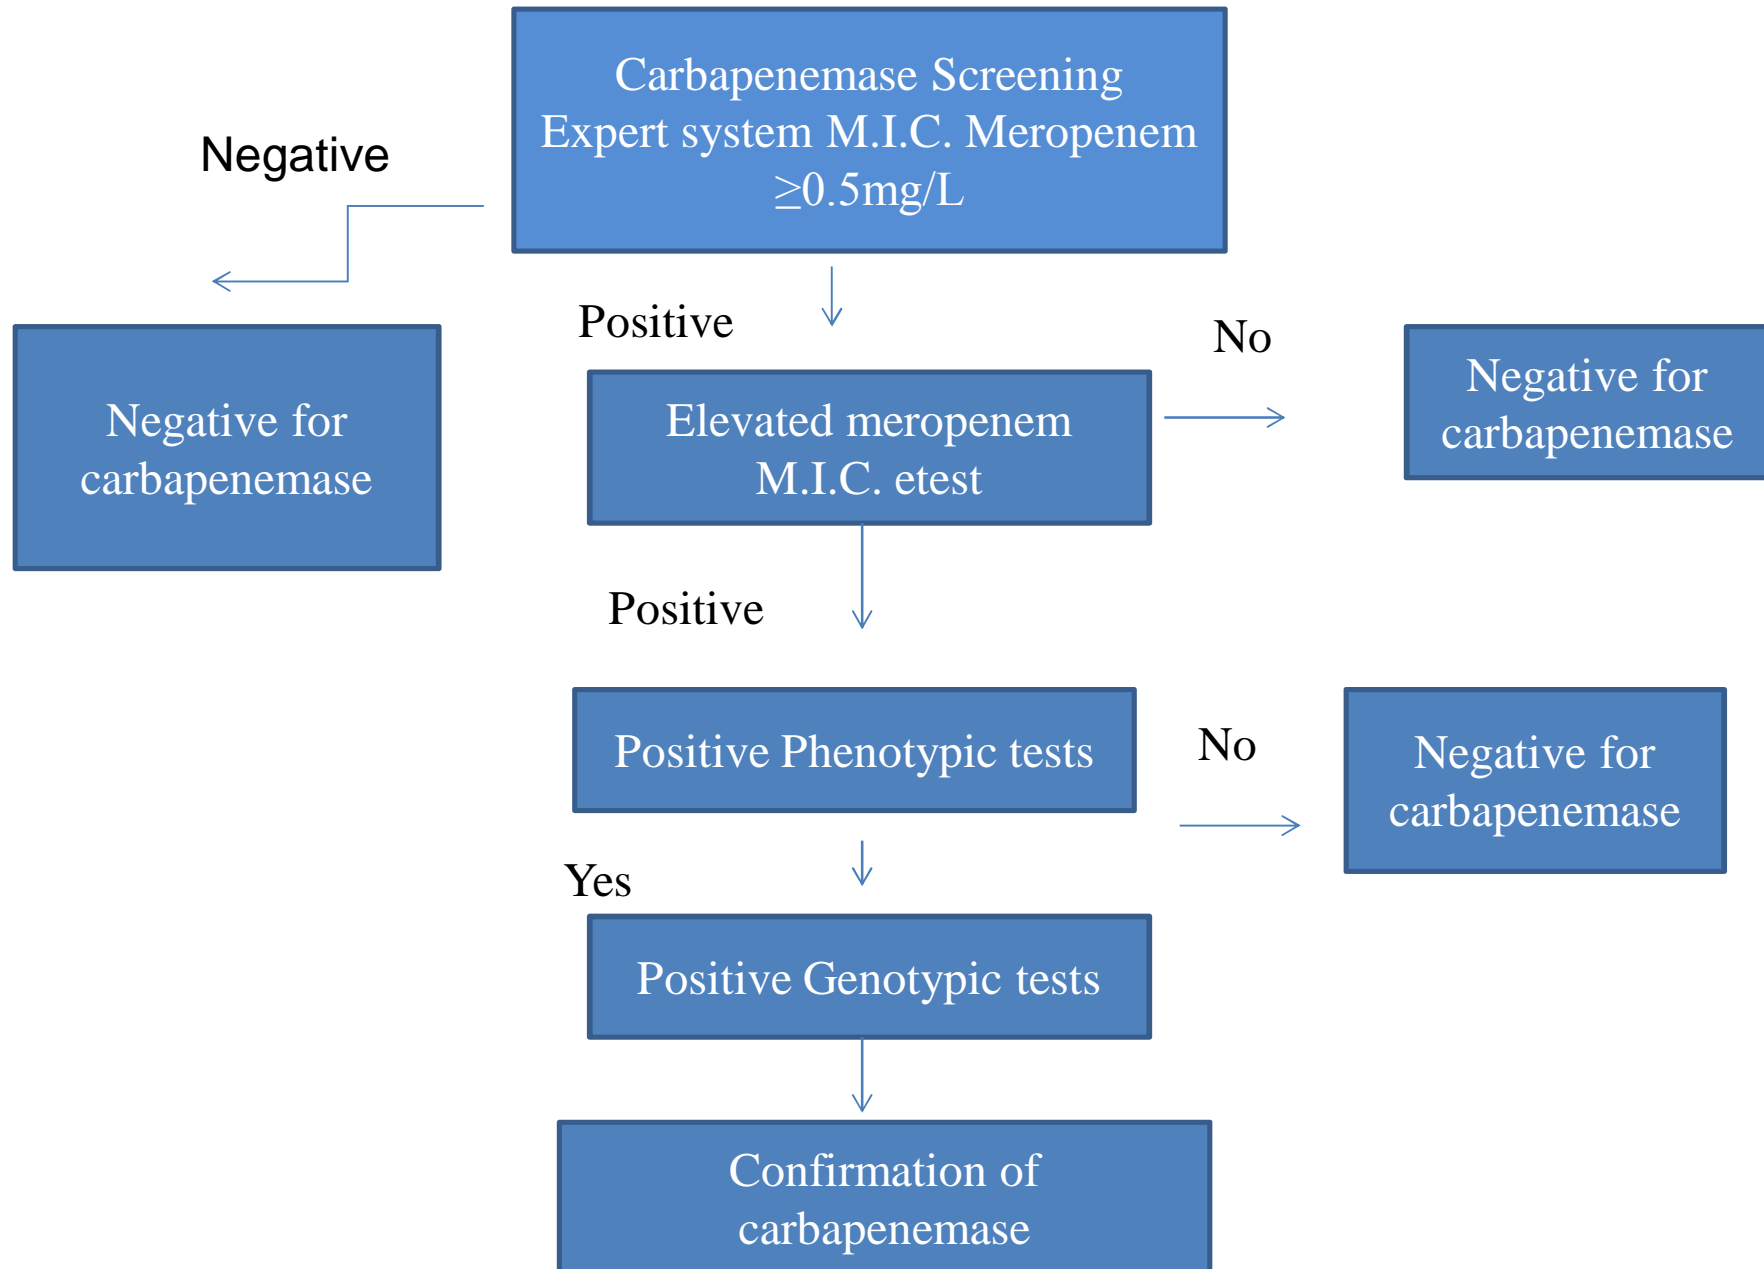 Carbapenemase Screening
Expert system M.I.C. Meropenem
≥0.5mg/L
Negative
Positive
No
Negative for
carbapenemase
Elevated meropenem
M.I.C. etest
Negative for
carbapenemase
Positive
Positive Phenotypic tests
No
Negative for
carbapenemase
Yes
Positive Genotypic tests
Confirmation of
carbapenemase